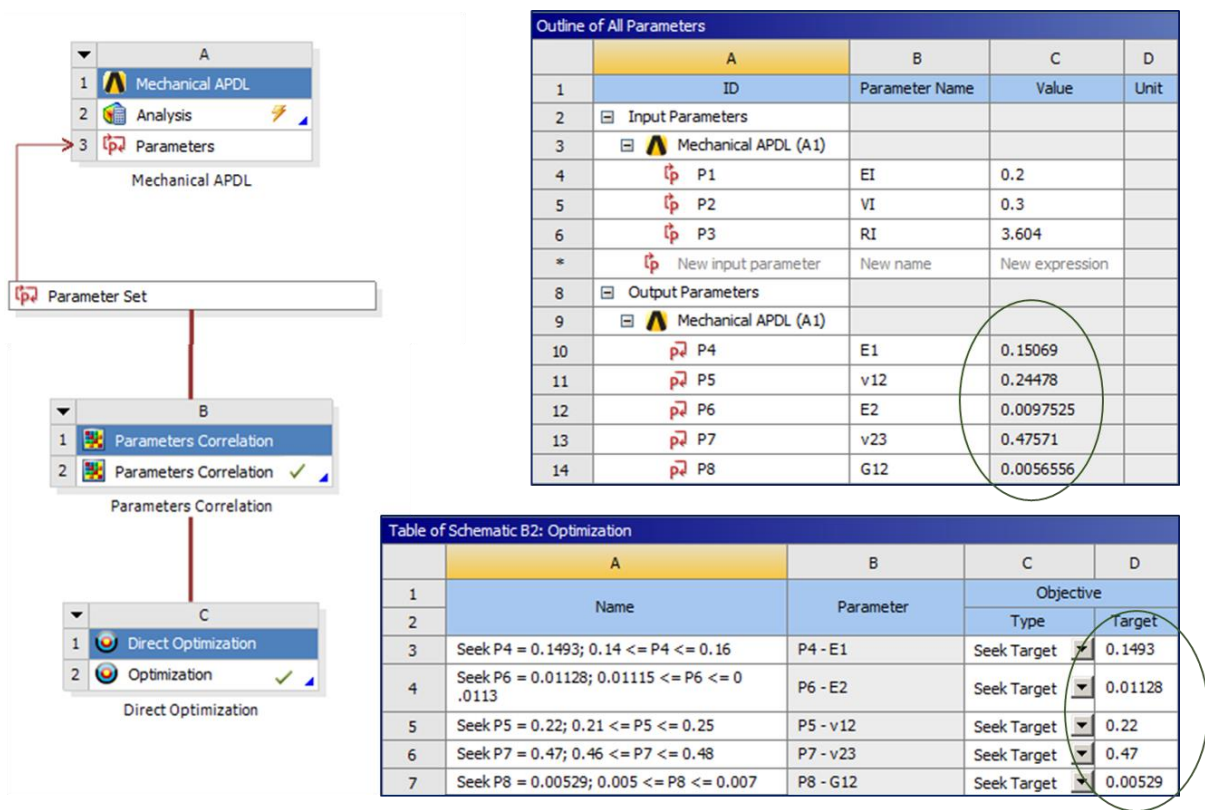 A
1 Mechanical APDL
2 Analysis
3 Parameters
Mechanical APDL
Parameter Set
B
1 Parameters Correlation
2 Parameters Correlation
Parameters Correlation
C
1 Direct Optimization
2 Optimization
Direct Optimization
Outline of All Parameters
A B C D
1 ID Parameter Name Value Unit
2 Input Parameters
3 Mechanical APDL (A1)
4 P1 EI 0.2
5 P2 VI 0.3
6 P3 RI 3.604
* New input parameter New name New expression
8 Output Parameters
9 Mechanical APDL (A1)
10 P4 E1 0.15069
11 P5 v12 0.24478
12 P6 E2 0.0097525
13 P7 v23 0.47571
14 P8 G12 0.0056556
Table of Schematic B2: Optimization
A B C D
1 Name Parameter Objective
2 Type Target
3 Seek P4 = 0.1493; 0.14 <= P4 <= 0.16 P4 - E1 Seek Target 0.1493
4 Seek P6 = 0.01128; 0.01115 <= P6 <= 0
.0113 P6 - E2 Seek Target 0.01128
5 Seek P5 = 0.22; 0.21 <= P5 <= 0.25 P5 - v12 Seek Target 0.22
6 Seek P7 = 0.47; 0.46 <= P7 <= 0.48 P7 - v23 Seek Target 0.47
7 Seek P8 = 0.00529; 0.005 <= P8 <= 0.007 P8 - G12 Seek Target 0.00529